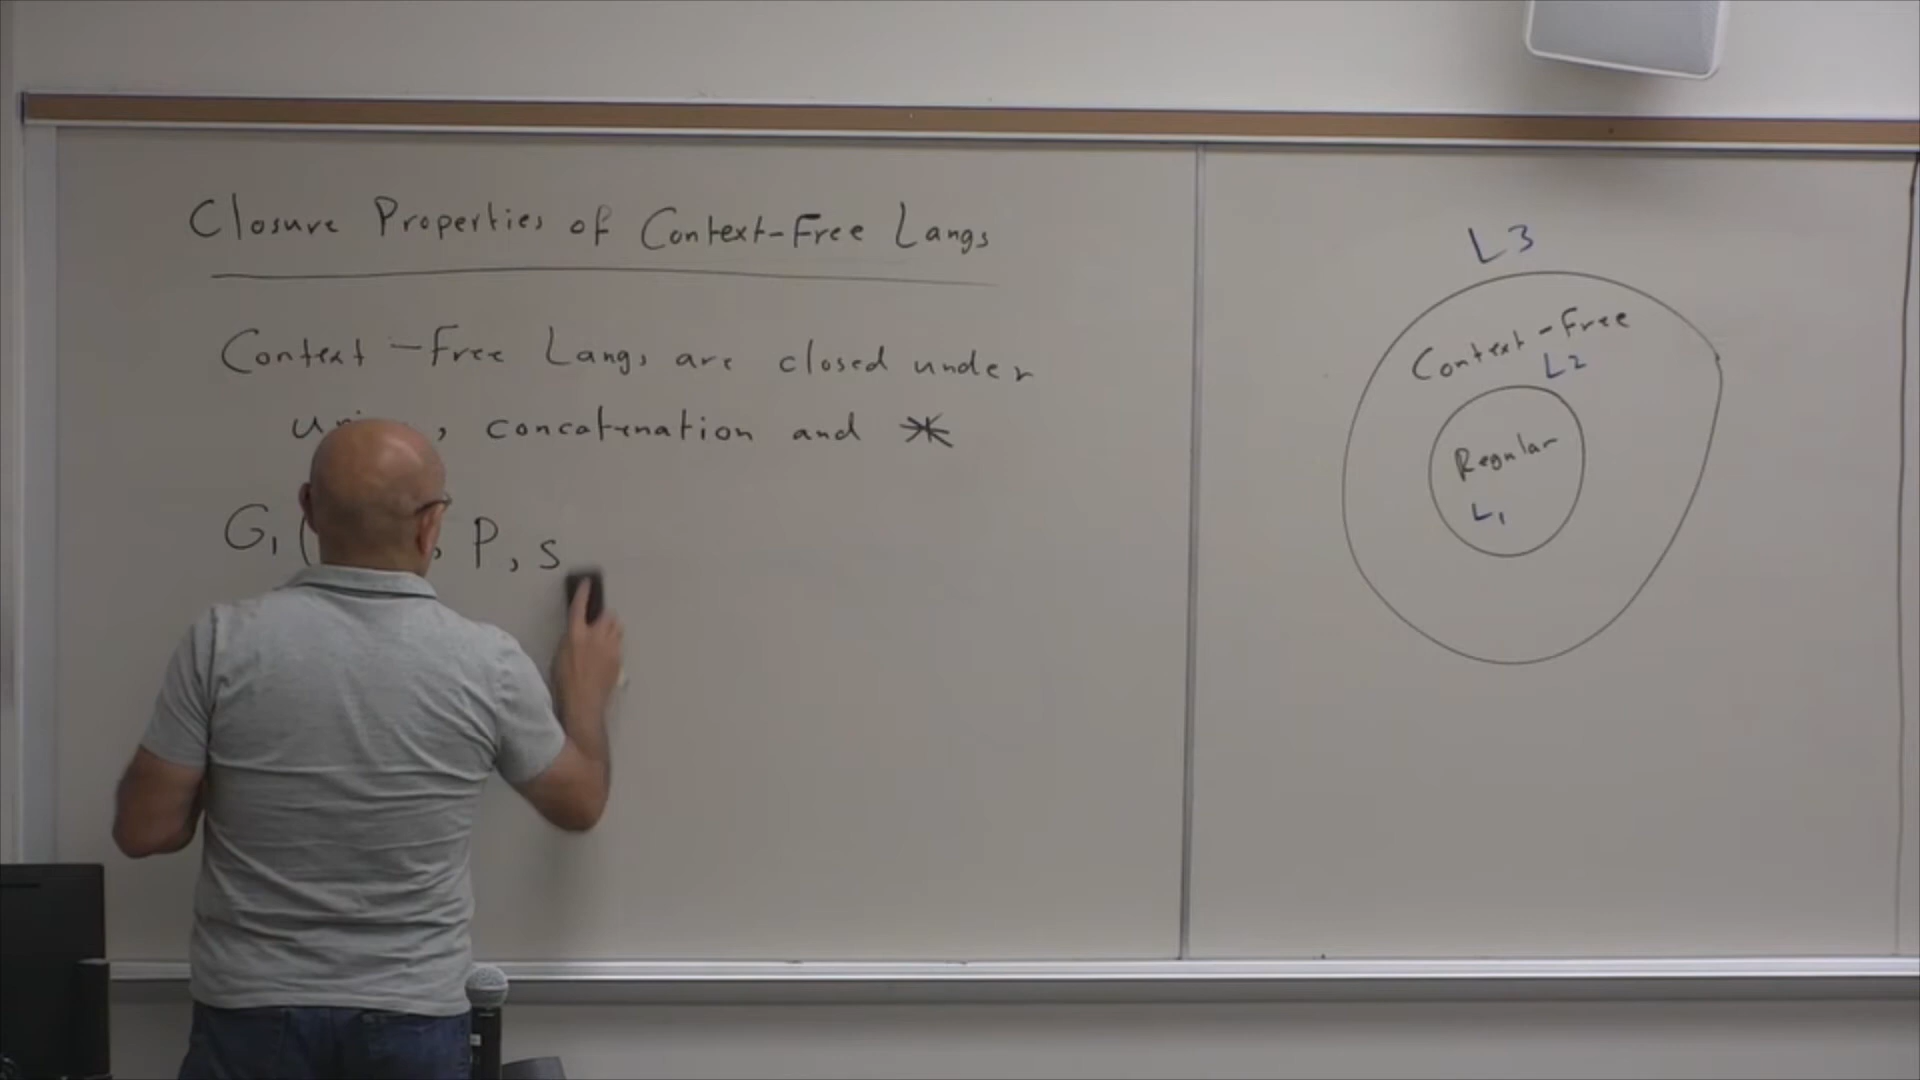 Closure Properties of Context-Free Langs
Context-Free Langs are closed under
, concatenation and *
G₁ ( , P, S
L3
Context-Free
L2
Regular
L₁